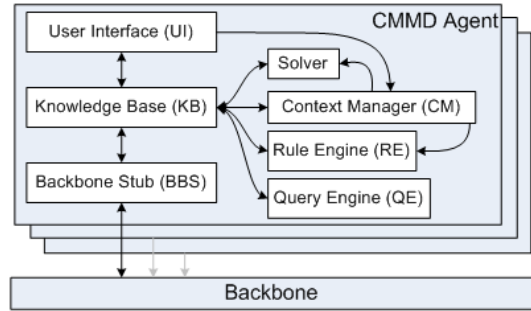 CMMD Agent
User Interface (UI)
Solver
Knowledge Base (KB)
Context Manager (CM)
Rule Engine (RE)
Backbone Stub (BBS)
Query Engine (QE)
Backbone